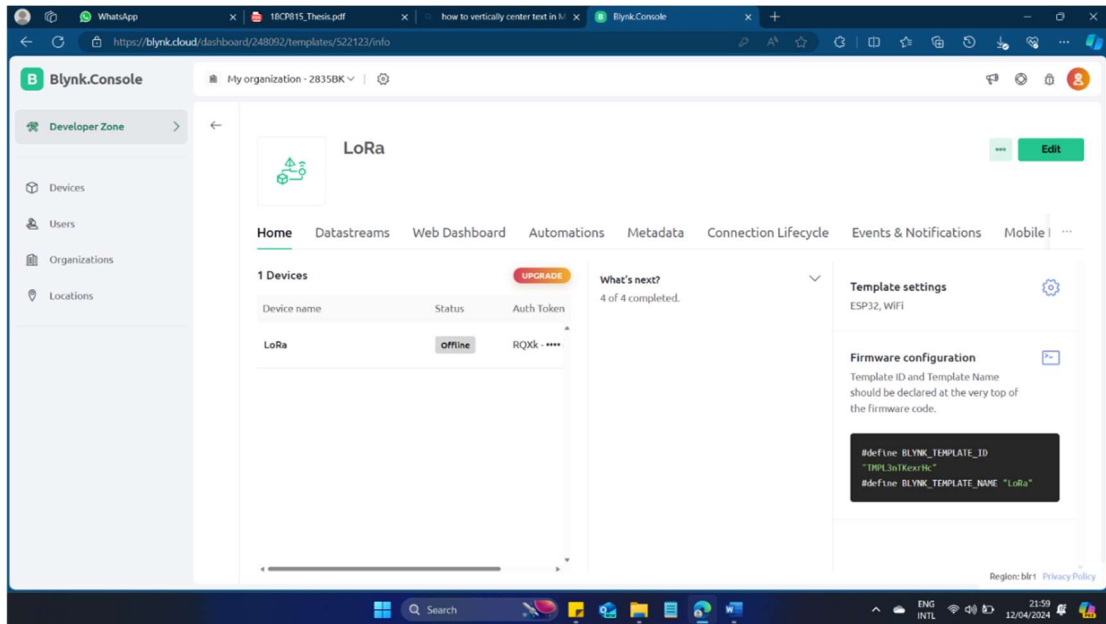 WhatsApp
18CP815_Thesis.pdf
how to vertically center text in M
Blynk.Console
https://blynk.cloud/dashboard/248092/templates/522123/info
B Blynk.Console
My organization - 2835BK
Developer Zone
Devices
Users
Organizations
Locations
LoRa
Edit
Home Datastreams Web Dashboard Automations Metadata Connection Lifecycle Events & Notifications Mobile
1 Devices
UPGRADE
Device name Status Auth Token
LoRa Offline RQXk - ••••
What's next?
4 of 4 completed.
Template settings
ESP32, WiFi
Firmware configuration
Template ID and Template Name
should be declared at the very top of
the firmware code.
#define BLYNK_TEMPLATE_ID
"TMPL3nTKexrHc"
#define BLYNK_TEMPLATE_NAME "LoRa"
Region: blr1 Privacy Policy
Search
ENG
INTL
21:59
12/04/2024